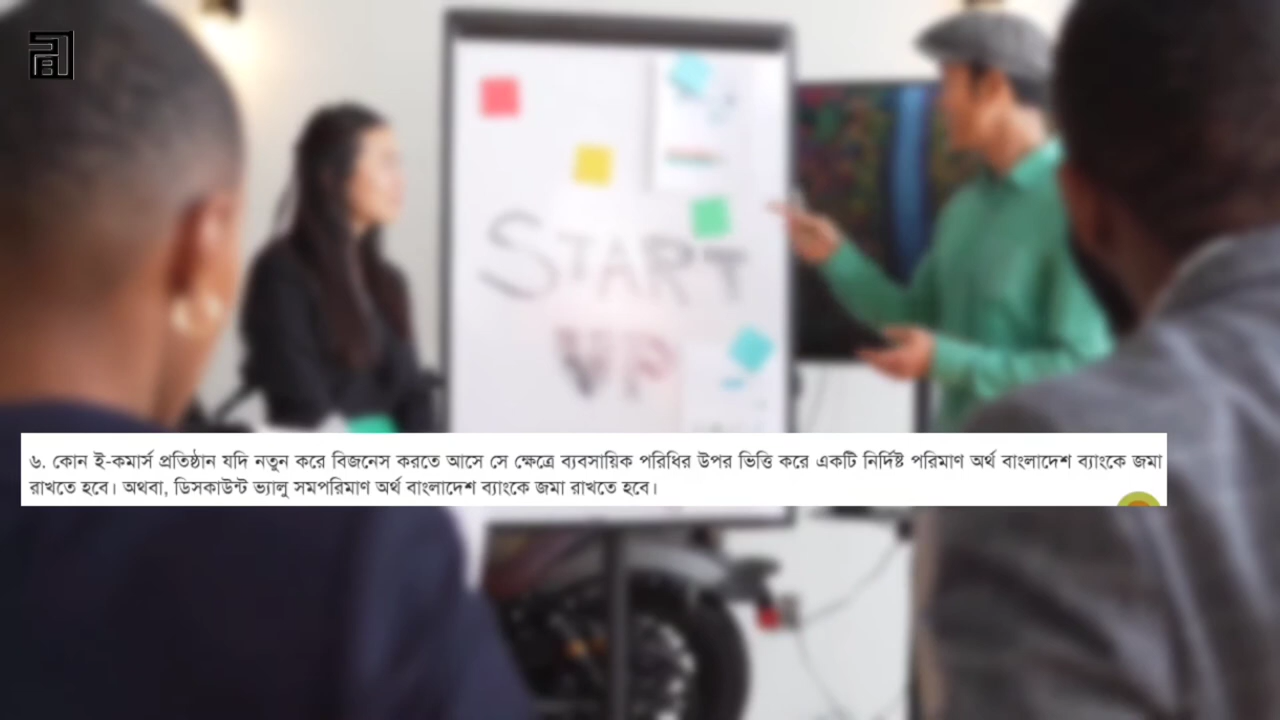 START
UP
৬. কোন ই-কমার্স প্রতিষ্ঠান যদি নতুন করে বিজনেস করতে আসে সে ক্ষেত্রে ব্যবসায়িক পরিধির উপর ভিত্তি করে একটি নির্দিষ্ট পরিমাণ অর্থ বাংলাদেশ ব্যাংকে জমা
রাখতে হবে। অথবা, ডিসকাউন্ট ভ্যালু সমপরিমাণ অর্থ বাংলাদেশ ব্যাংকে জমা রাখতে হবে।